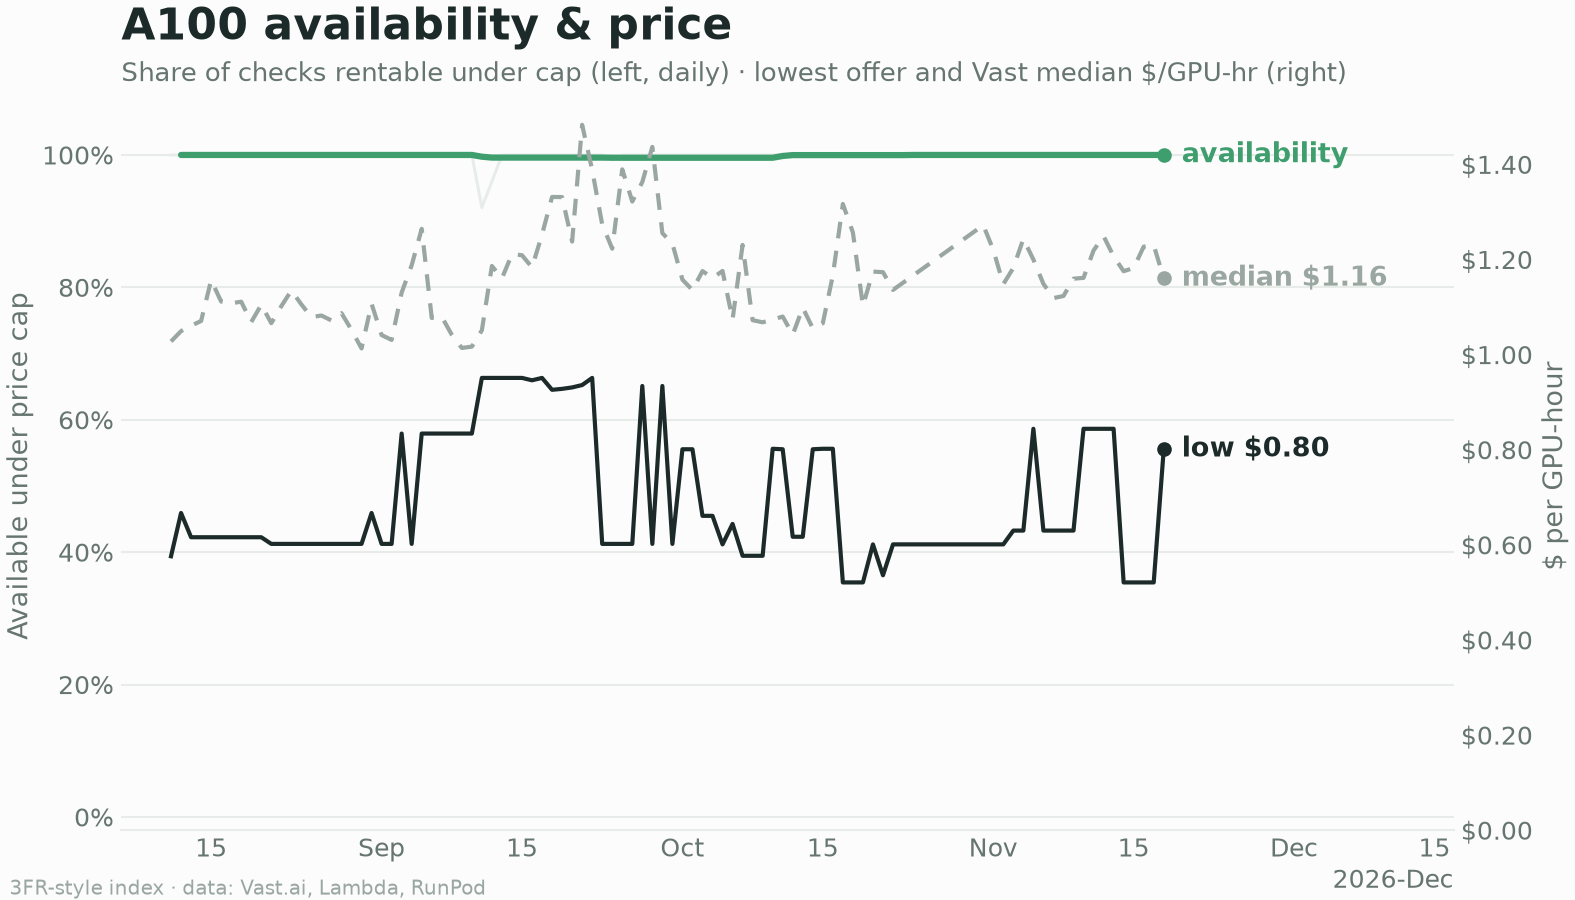 A100 availability & price
Share of checks rentable under cap (left, daily) · lowest offer and Vast median $/GPU-hr (right)
100%
80%
60%
40%
20%
0%
Available under price cap
availability
median $1.16
low $0.80
$1.40
$1.20
$1.00
$0.80
$0.60
$0.40
$0.20
$0.00
$ per GPU-hour
15 Sep 15 Oct 15 Nov 15 Dec 15
2026-Dec
3FR-style index · data: Vast.ai, Lambda, RunPod